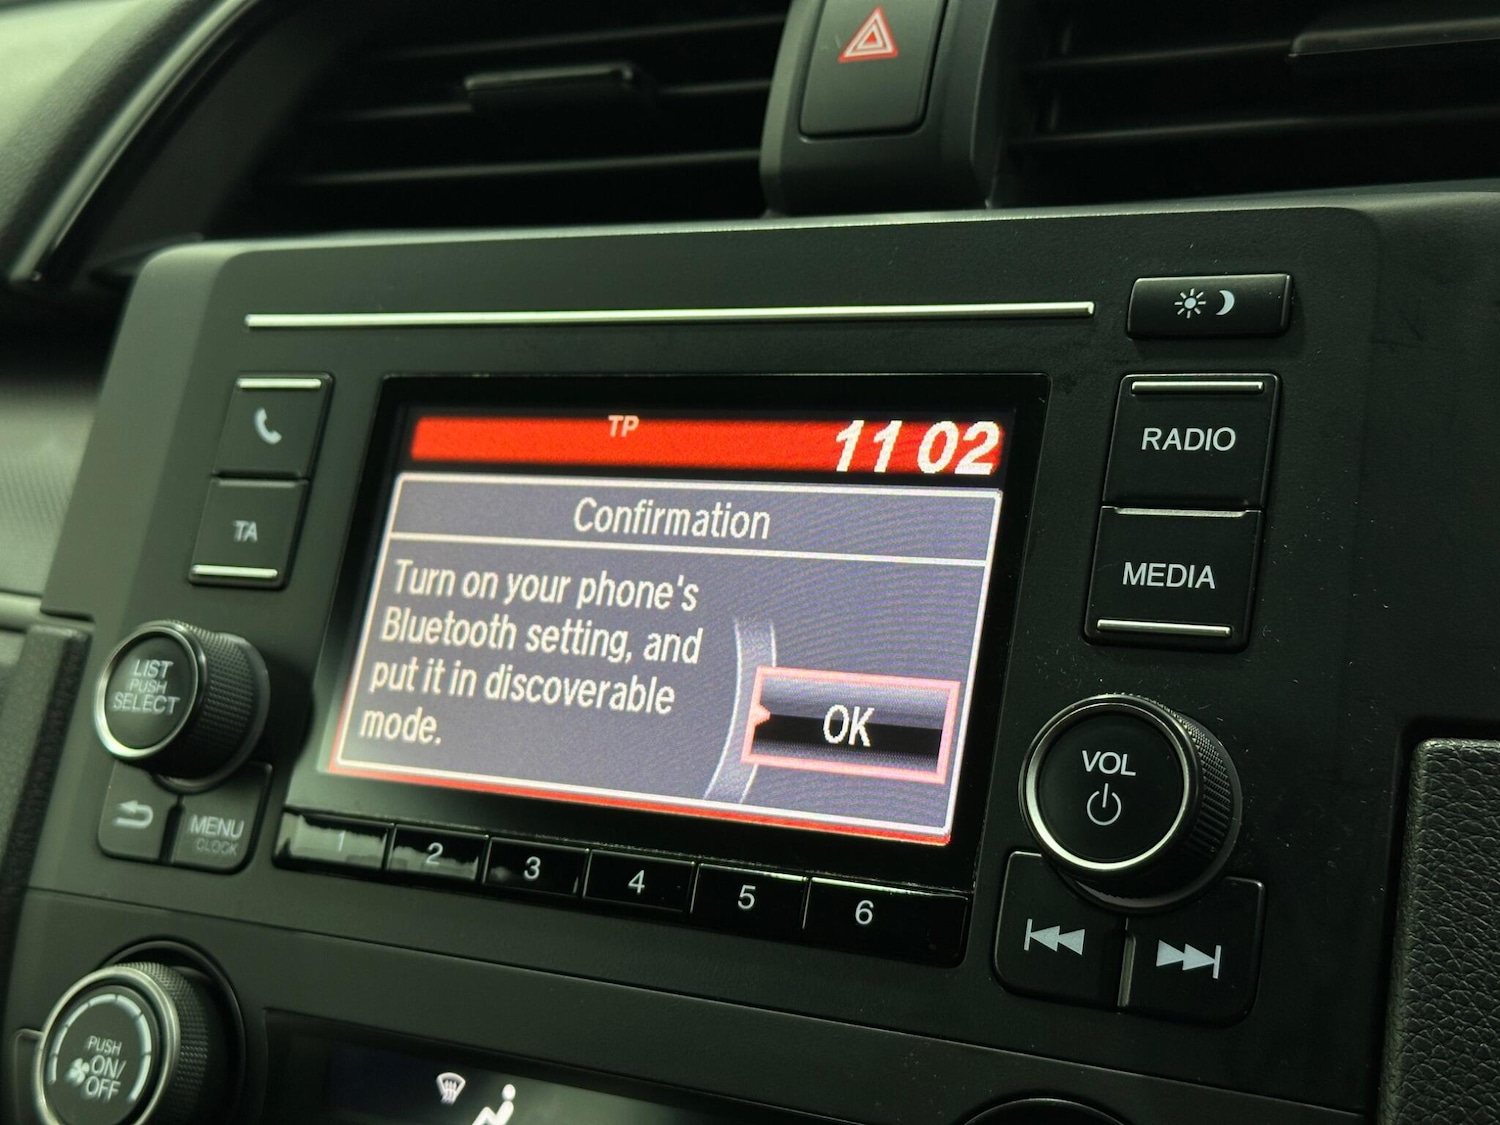 TP
11 02
Confirmation
Turn on your phone's
Bluetooth setting, and
put it in discoverable
mode.
OK
RADIO
MEDIA
TA
LIST
PUSH
SELECT
MENU
CLOCK
VOL
1 2 3 4 5 6
PUSH
ON/
OFF